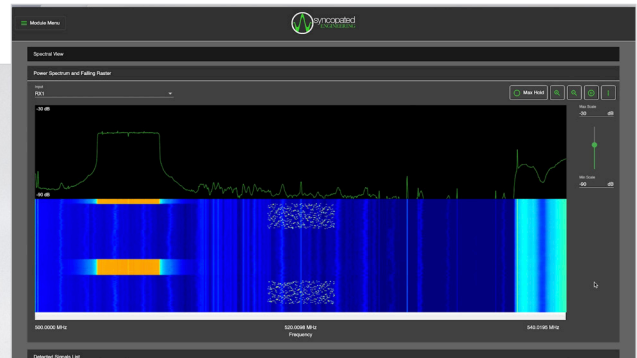 Module Menu
syncopated
ENGINEERING
Spectral View
Power Spectrum and Falling Raster
Input
RX1
Max Hold
-30 dB
-90 dB
Max Scale
-30 dB
Min Scale
-90 dB
500.0000 MHz
520.0098 MHz
540.0195 MHz
Frequency
Detected Signals List